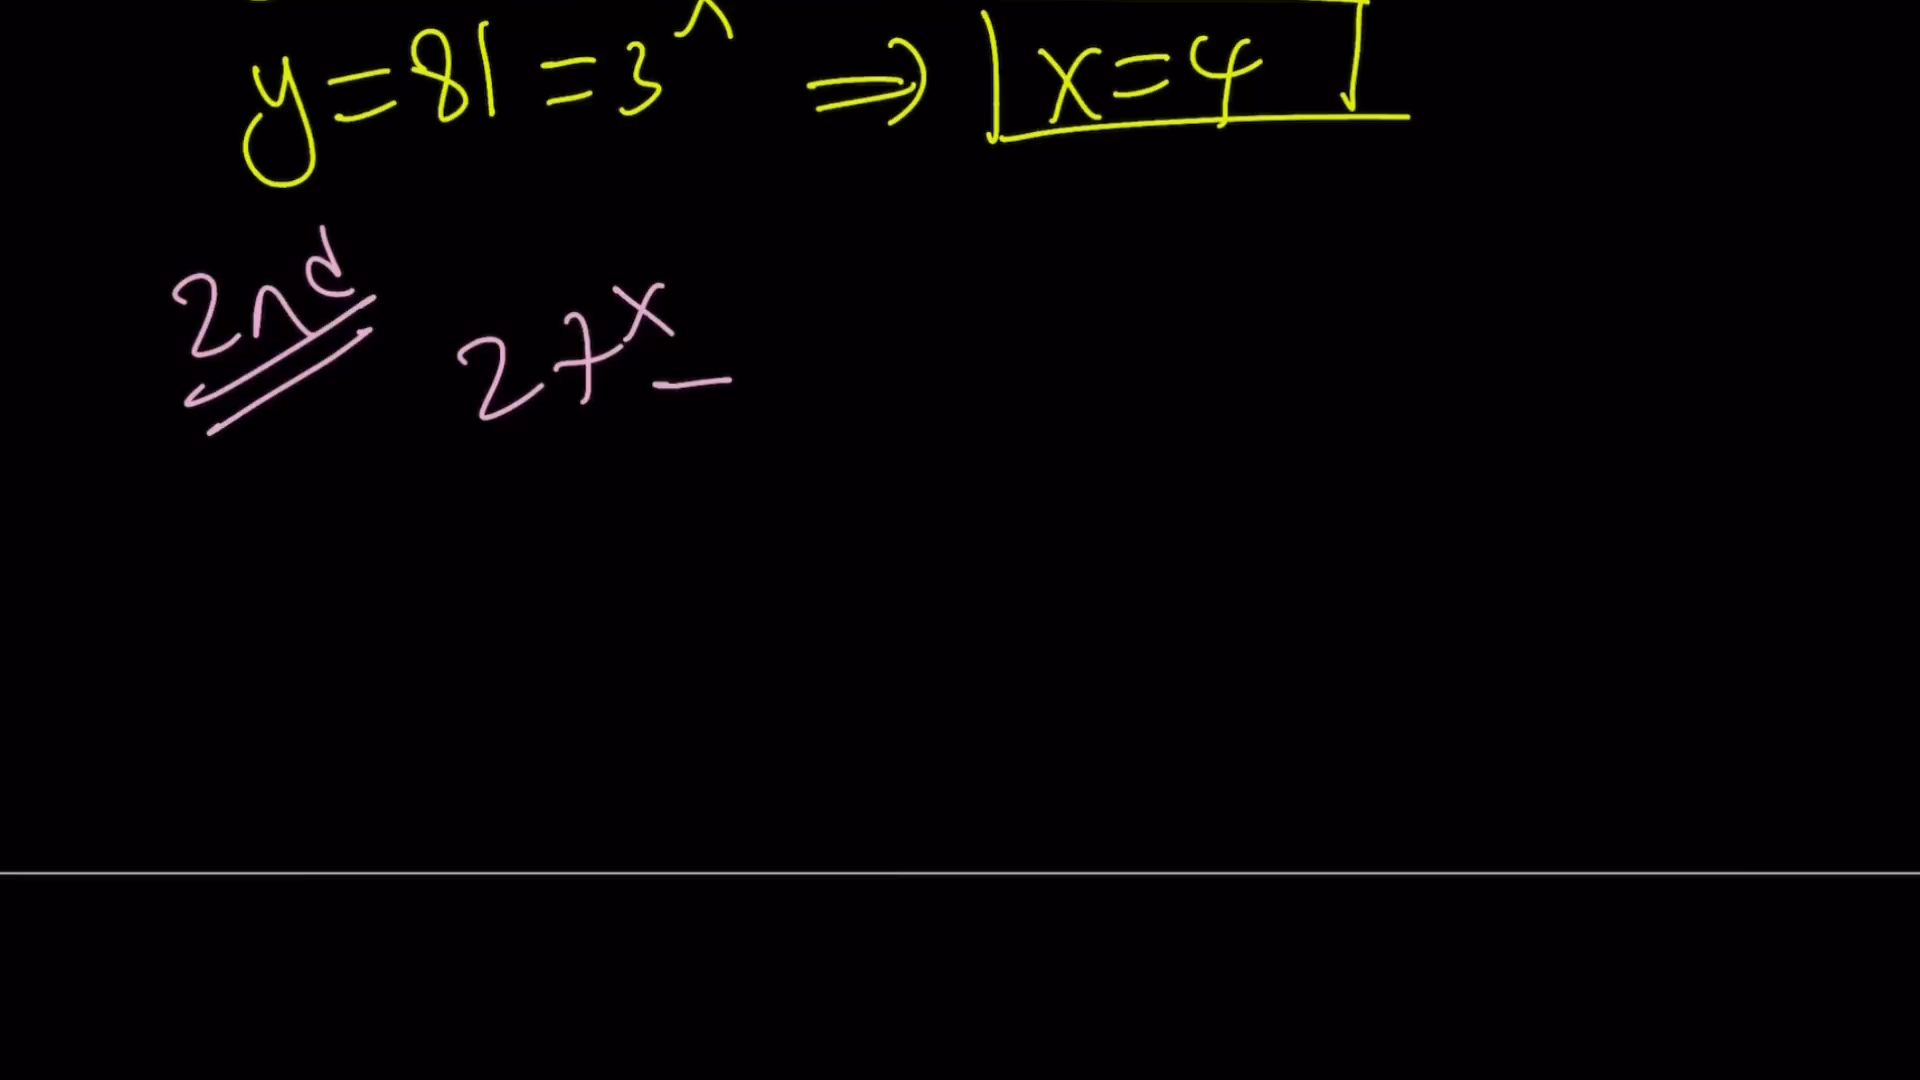 y=81=3^x ⇒ x=4
2nd 27^x –